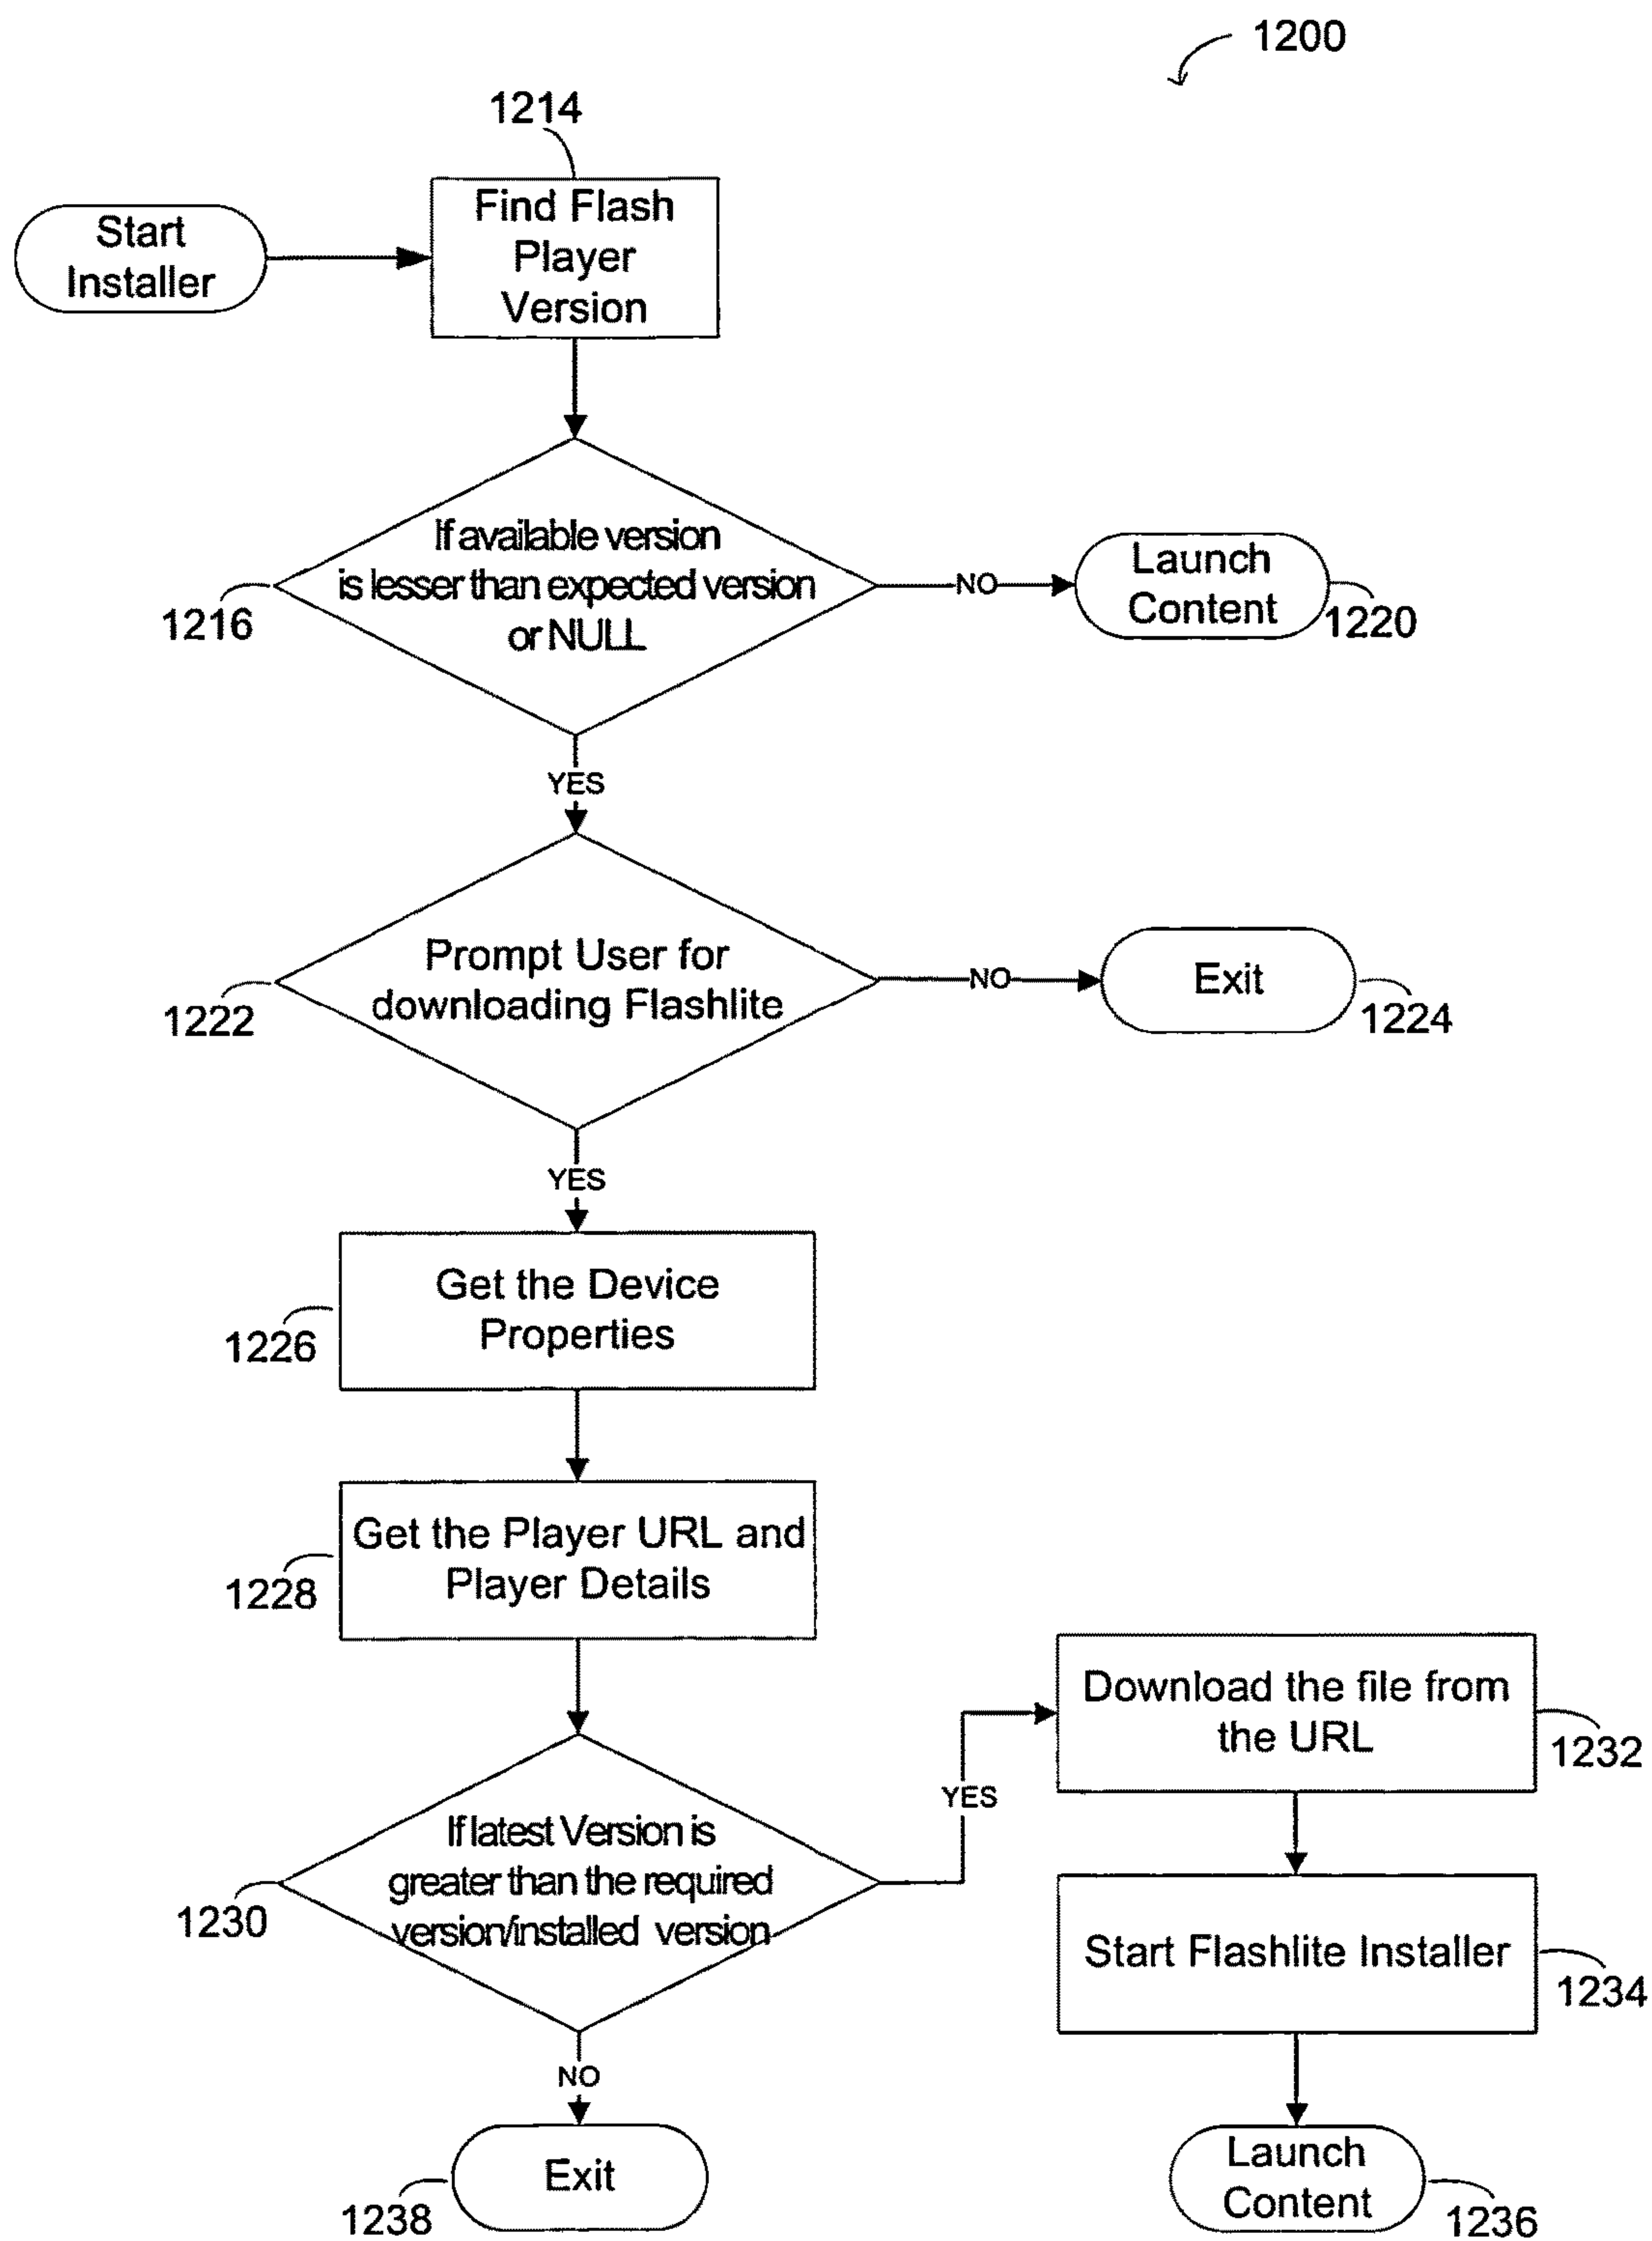 1200
1214
Start
Installer
Find Flash
Player
Version
If available version
is lesser than expected version
or NULL
1216
NO
Launch
Content
1220
YES
Prompt User for
downloading Flashlite
1222
NO
Exit
1224
YES
Get the Device
Properties
1226
Get the Player URL and
Player Details
1228
If latest Version is
greater than the required
version/installed version
1230
YES
Download the file from
the URL
1232
Start Flashlite Installer
1234
NO
Exit
1238
Launch
Content
1236